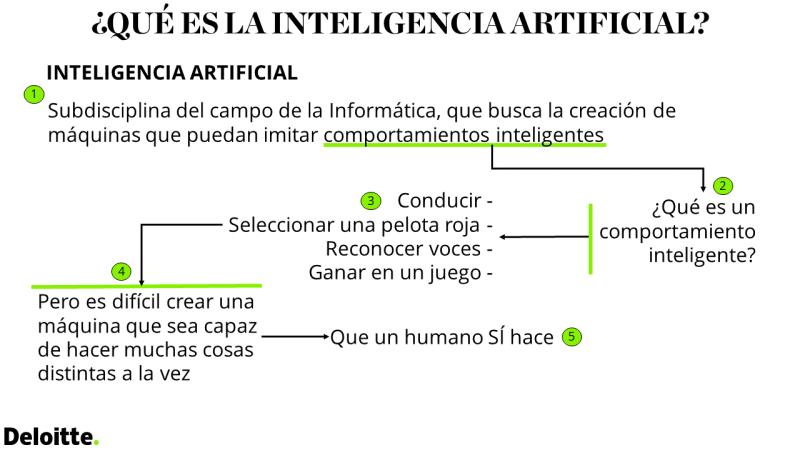 ¿QUÉ ES LA INTELIGENCIA ARTIFICIAL?
INTELIGENCIA ARTIFICIAL
1
Subdisciplina del campo de la Informática, que busca la creación de
máquinas que puedan imitar comportamientos inteligentes
2
¿Qué es un
comportamiento
inteligente?
3
Conducir -
Seleccionar una pelota roja -
Reconocer voces -
Ganar en un juego -
4
Pero es difícil crear una
máquina que sea capaz
de hacer muchas cosas
distintas a la vez
Que un humano SÍ hace
5
Deloitte.